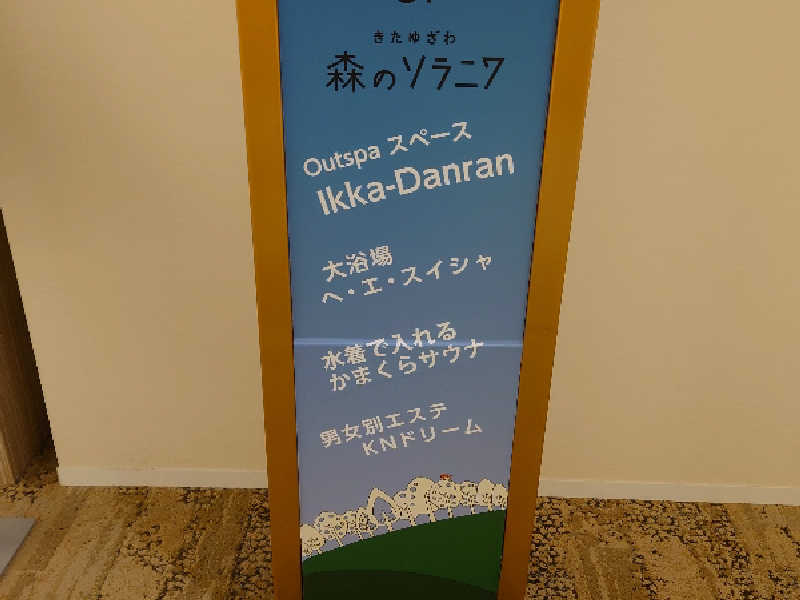 きたゆざわ
森のソラニワ
Outspa スペース
Ikka-Danran
大浴場
ヘ・エ・スイシャ
水着で入れる
かまくらサウナ
男女別エステ
KNドリーム